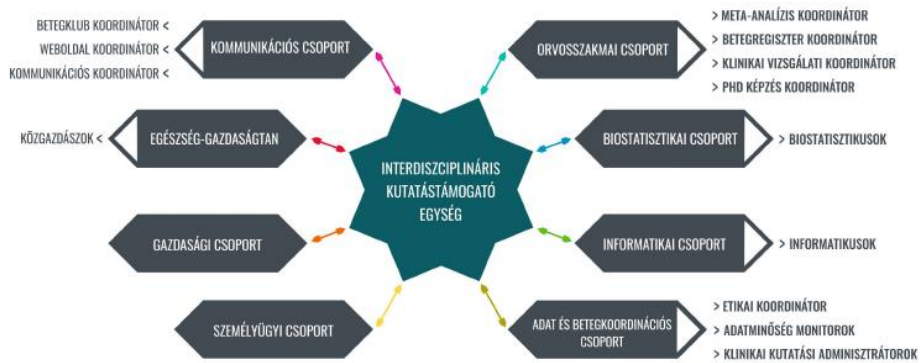 BETEGKLUB KOORDINÁTOR <
WEBOLDAL KOORDINÁTOR <
KOMMUNIKÁCIÓS KOORDINÁTOR <
KOMMUNIKÁCIÓS CSOPORT
ORVOSSZAKMAI CSOPORT
> META-ANALÍZIS KOORDINÁTOR
> BETEGREGISZTER KOORDINÁTOR
> KLINIKAI VIZSGÁLATI KOORDINÁTOR
> PHD KÉPZÉS KOORDINÁTOR
KÖZGAZDÁSZOK <
EGÉSZSÉG-GAZDASÁGTAN
BIOSTATISZTIKAI CSOPORT
> BIOSTATISZTIKUSOK
INTERDISZCIPLINÁRIS
KUTATÁSTÁMOGATÓ
EGYSÉG
GAZDASÁGI CSOPORT
INFORMATIKAI CSOPORT
> INFORMATIKUSOK
SZEMÉLYÜGYI CSOPORT
ADAT ÉS BETEGKOORDINÁCIÓS
CSOPORT
> ETIKAI KOORDINÁTOR
> ADATMINŐSÉG MONITOROK
> KLINIKAI KUTATÁSI ADMINISZTRÁTOROK